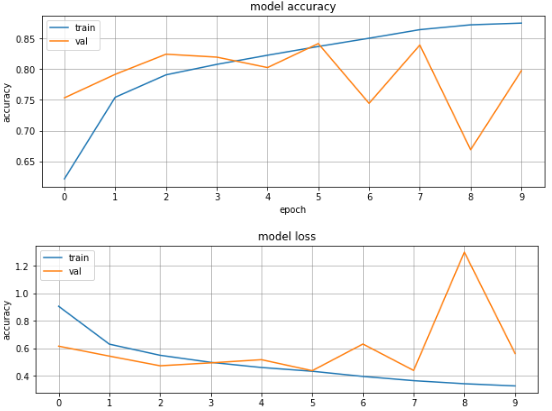 model accuracy
train
val
accuracy
0.85
0.80
0.75
0.70
0.65
0 1 2 3 4 5 6 7 8 9
epoch
model loss
train
val
accuracy
1.2
1.0
0.8
0.6
0.4
0 1 2 3 4 5 6 7 8 9